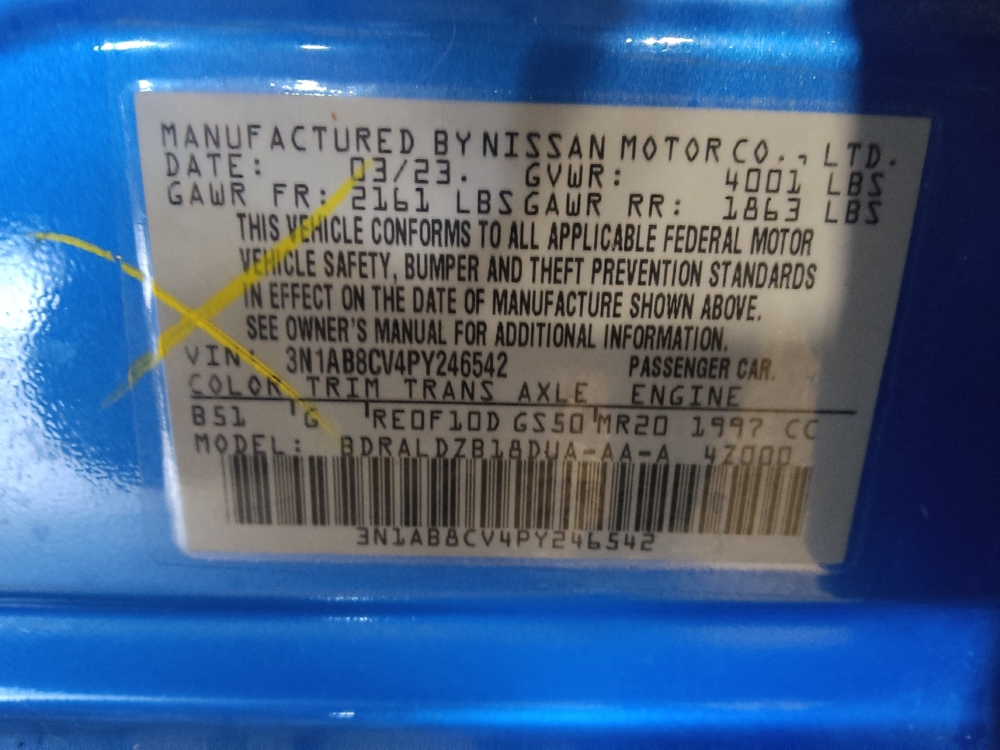 MANUFACTURED BY NISSAN MOTOR CO., LTD.
DATE: 03/23. GVWR: 4001 LBS
GAWR FR: 2161 LBS GAWR RR: 1863 LBS
THIS VEHICLE CONFORMS TO ALL APPLICABLE FEDERAL MOTOR
VEHICLE SAFETY, BUMPER AND THEFT PREVENTION STANDARDS
IN EFFECT ON THE DATE OF MANUFACTURE SHOWN ABOVE.
SEE OWNER'S MANUAL FOR ADDITIONAL INFORMATION.
VIN: 3N1AB8CV4PY246542 PASSENGER CAR.
COLOR TRIM TRANS AXLE ENGINE
B51 G RE0F10D GS50 MR20 1997 CC
MODEL: BDRALDZB18DUA-AA-A 4Z000
3N1AB8CV4PY246542